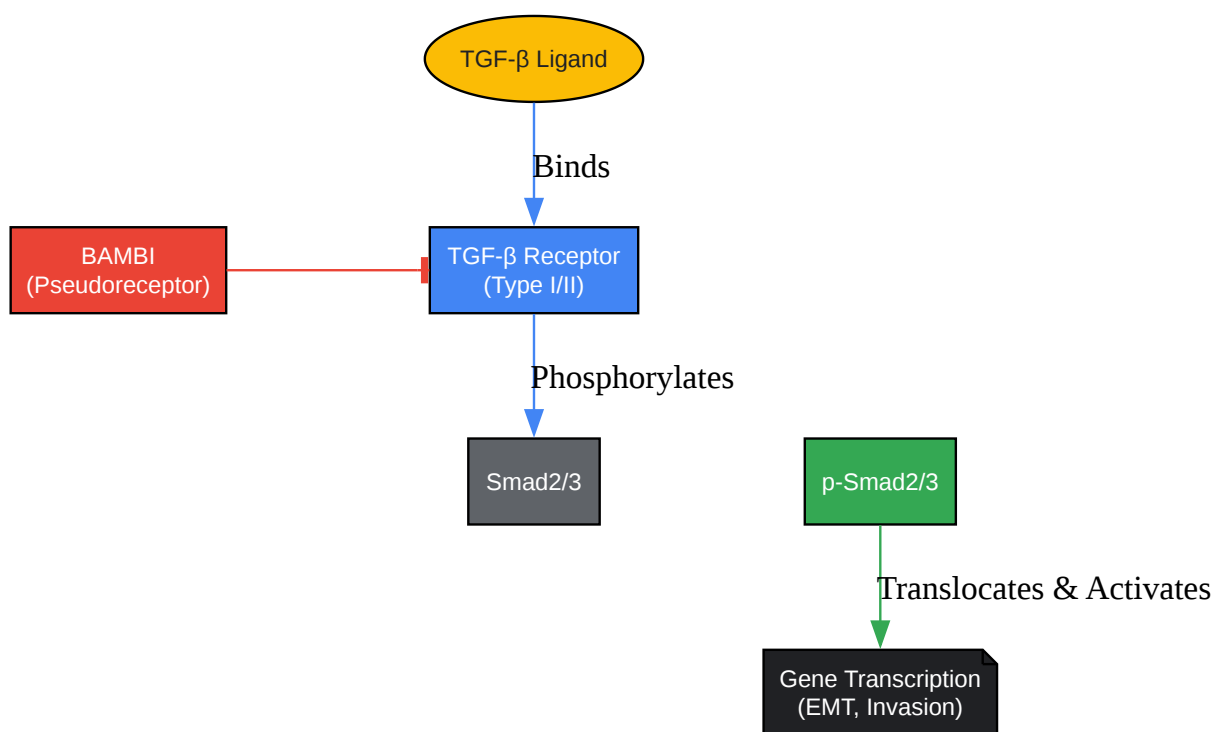 TGF-β Ligand
Binds
BAMBI
(Pseudoreceptor)
TGF-β Receptor
(Type I/II)
Phosphorylates
Smad2/3
p-Smad2/3
Translocates & Activates
Gene Transcription
(EMT, Invasion)